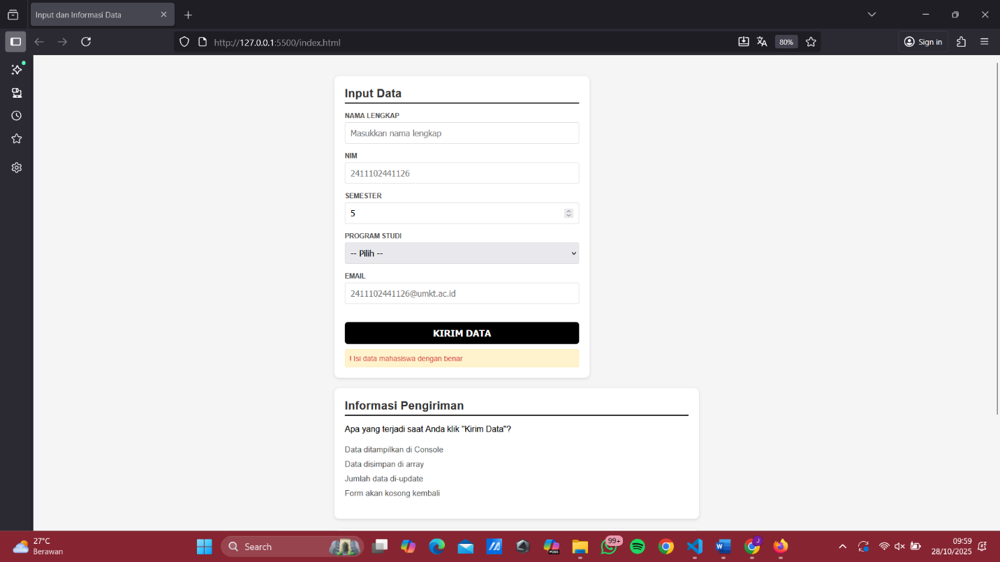 Input dan Informasi Data
http://127.0.0.1:5500/index.html
80%
Sign in
Input Data
NAMA LENGKAP
Masukkan nama lengkap
NIM
2411102441126
SEMESTER
5
PROGRAM STUDI
-- Pilih --
EMAIL
2411102441126@umkt.ac.id
KIRIM DATA
! Isi data mahasiswa dengan benar
Informasi Pengiriman
Apa yang terjadi saat Anda klik "Kirim Data"?
Data ditampilkan di Console
Data disimpan di array
Jumlah data di-update
Form akan kosong kembali
27°C
Berawan
Search
M365
99+
W
J
09:59
28/10/2025